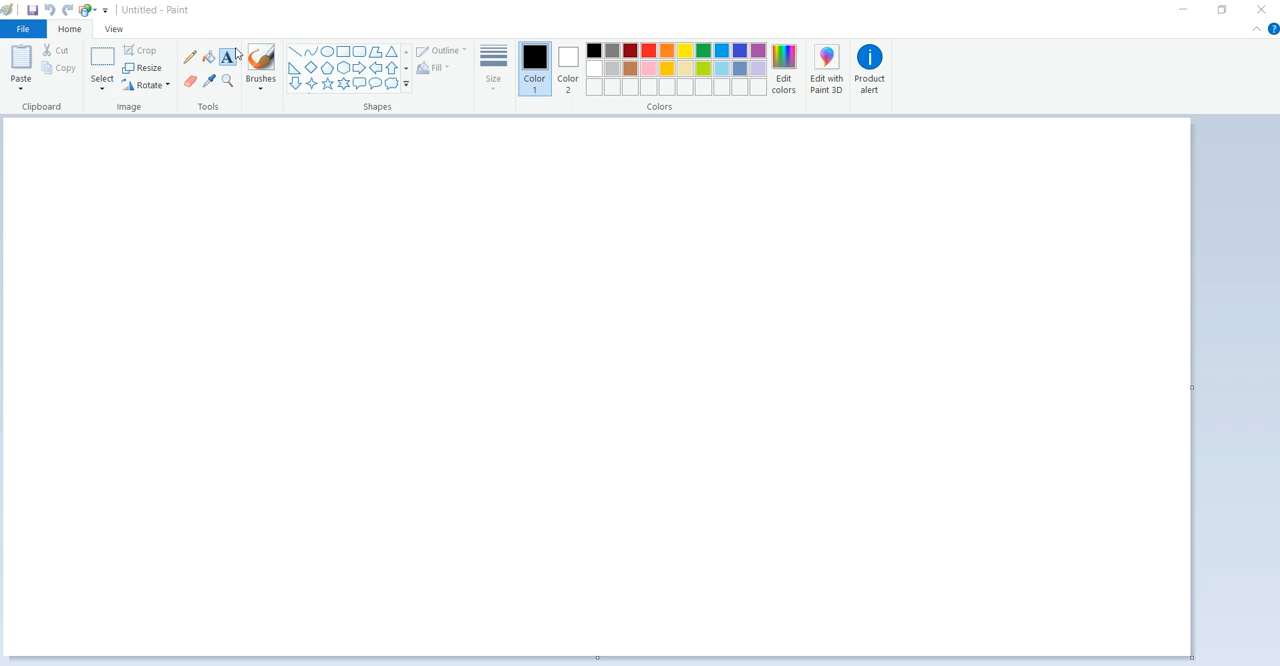 Untitled - Paint
File Home View
Paste Cut Copy
Clipboard
Select Crop Resize Rotate
Image
A
Tools
Brushes
Outline Fill
Shapes
Size
Color 1
Color 2
Edit colors
Colors
Edit with Paint 3D
Product alert